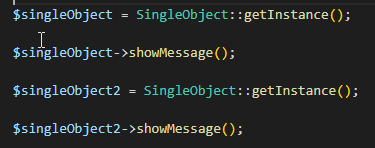 $singleObject = SingleObject::getInstance();
$singleObject->showMessage();
$singleObject2 = SingleObject::getInstance();
$singleObject2->showMessage();